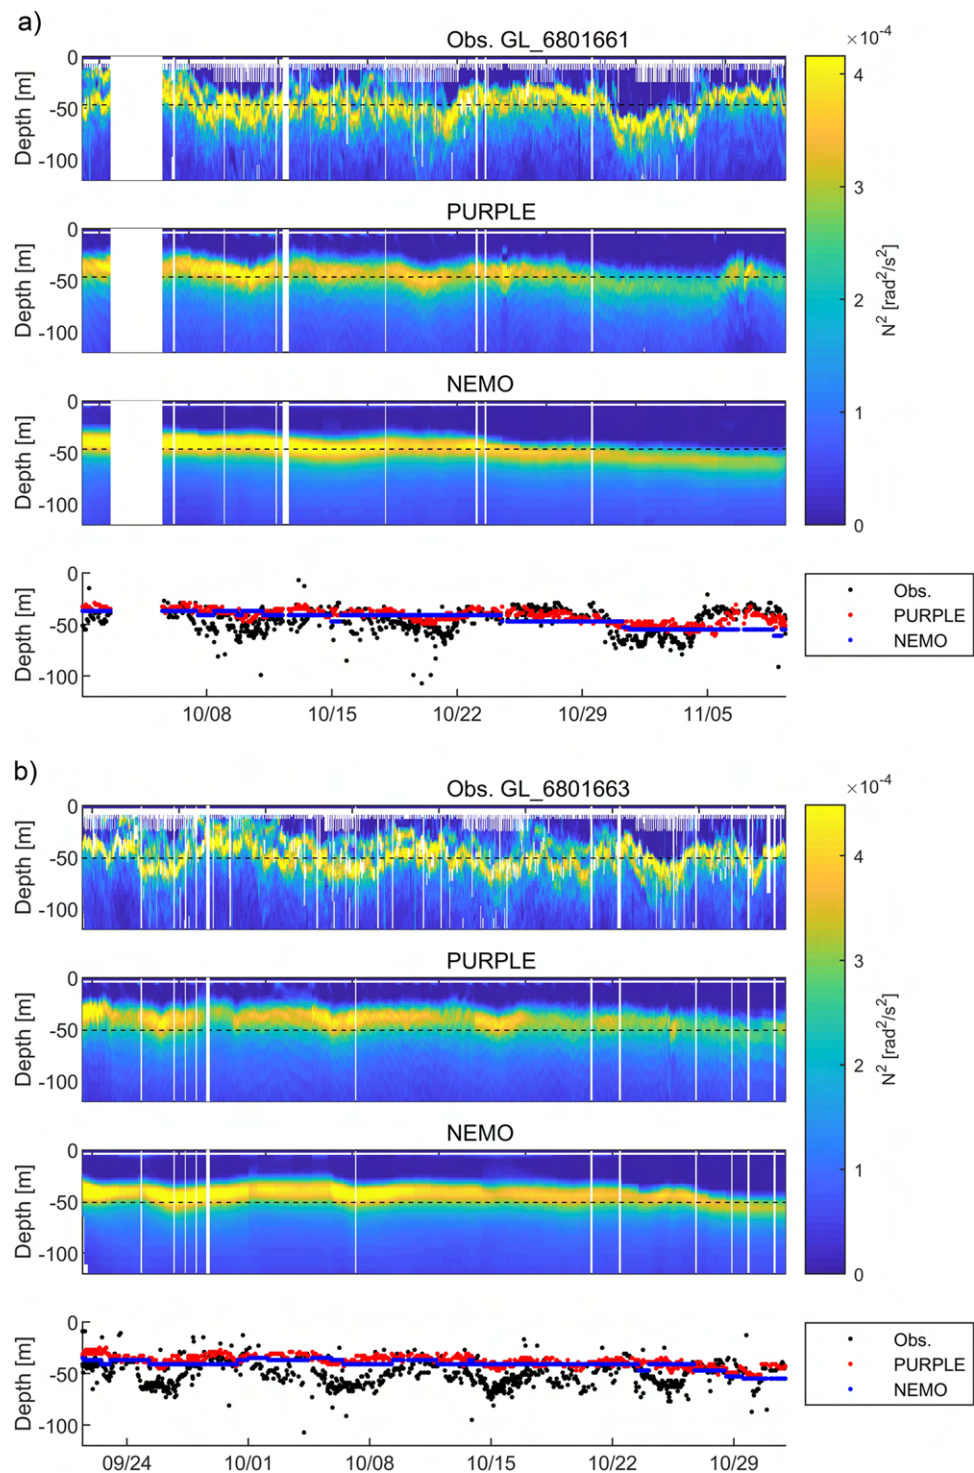 a)
Obs. GL_6801661
×10⁻⁴
Depth [m]
0
-50
-100
PURPLE
Depth [m]
0
-50
-100
NEMO
Depth [m]
0
-50
-100
4
3
2
1
0
N² [rad²/s²]
Depth [m]
0
-50
-100
10/08 10/15 10/22 10/29 11/05
Obs.
PURPLE
NEMO
b)
Obs. GL_6801663
×10⁻⁴
Depth [m]
0
-50
-100
PURPLE
Depth [m]
0
-50
-100
NEMO
Depth [m]
0
-50
-100
4
3
2
1
0
N² [rad²/s²]
Depth [m]
0
-50
-100
09/24 10/01 10/08 10/15 10/22 10/29
Obs.
PURPLE
NEMO